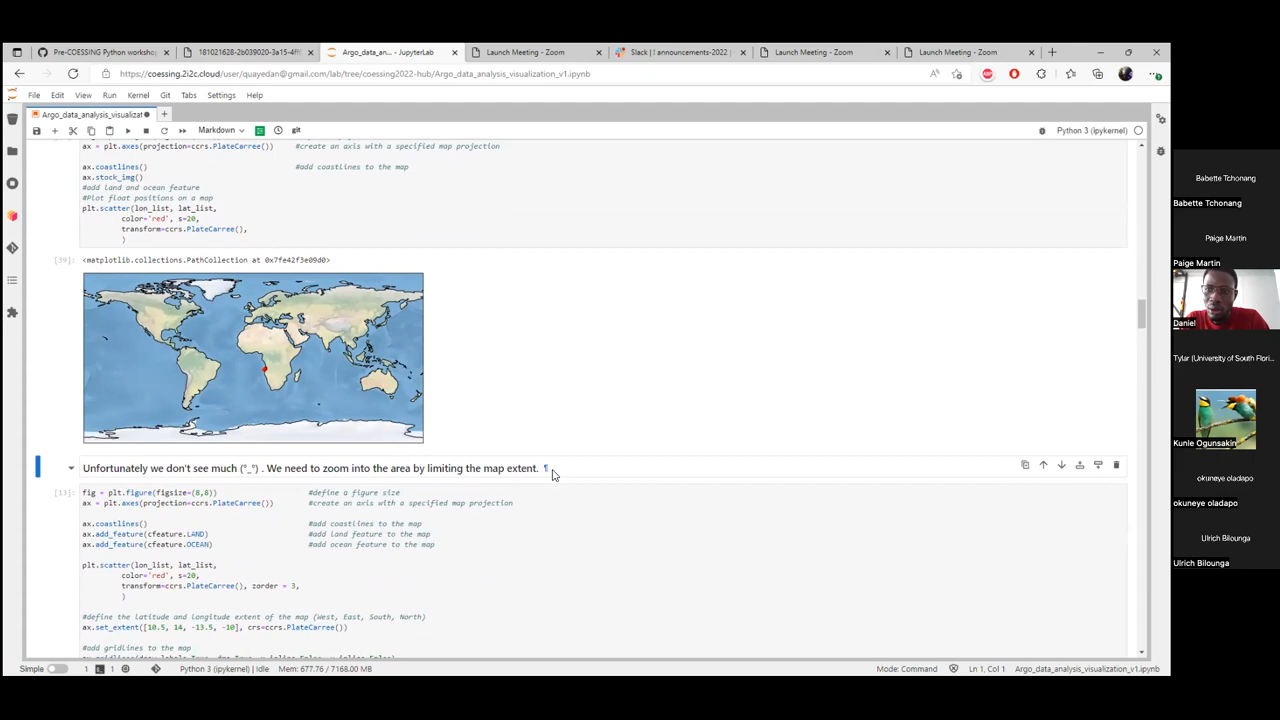 Pre-COESSING Python worksho
181021628-2b039020-3a15-4ff6
Argo_data_an... - JupyterLab
Launch Meeting - Zoom
Slack | ! announcements-2022 |
Launch Meeting - Zoom
Launch Meeting - Zoom
https://coessing.2i2c.cloud/user/quayedan@gmail.com/lab/tree/coessing2022-hub/Argo_data_analysis_visualization_v1.ipynb
File Edit View Run Kernel Git Tabs Settings Help
Argo_data_analysis_visualizat
Markdown
git
Python 3 (ipykernel)
ax = plt.axes(projection=ccrs.PlateCarree()) #create an axis with a specified map projection
ax.coastlines() #add coastlines to the map
ax.stock_img()
#add land and ocean feature
#Plot float positions on a map
plt.scatter(lon_list, lat_list,
color='red', s=20,
transform=ccrs.PlateCarree(),
)
[39]: <matplotlib.collections.PathCollection at 0x7fe42f3e09d0>
Unfortunately we don't see much (°_°) . We need to zoom into the area by limiting the map extent. ¶
[13]: fig = plt.figure(figsize=(8,8)) #define a figure size
ax = plt.axes(projection=ccrs.PlateCarree()) #create an axis with a specified map projection
ax.coastlines() #add coastlines to the map
ax.add_feature(cfeature.LAND) #add land feature to the map
ax.add_feature(cfeature.OCEAN) #add ocean feature to the map
plt.scatter(lon_list, lat_list,
color='red', s=20,
transform=ccrs.PlateCarree(), zorder = 3,
)
#define the latitude and longitude extent of the map (West, East, South, North)
ax.set_extent([10.5, 14, -13.5, -10], crs=ccrs.PlateCarree())
#add gridlines to the map
Simple
1
1
Python 3 (ipykernel) | Idle
Mem: 677.76 / 7168.00 MB
Mode: Command
Ln 1, Col 1
Argo_data_analysis_visualization_v1.ipynb
Babette Tchonang
Babette Tchonang
Paige Martin
Paige Martin
Daniel
Tylar (University of South Flori...
Kunle Ogunsakin
okuneye oladapo
okuneye oladapo
Ulrich Bilounga
Ulrich Bilounga